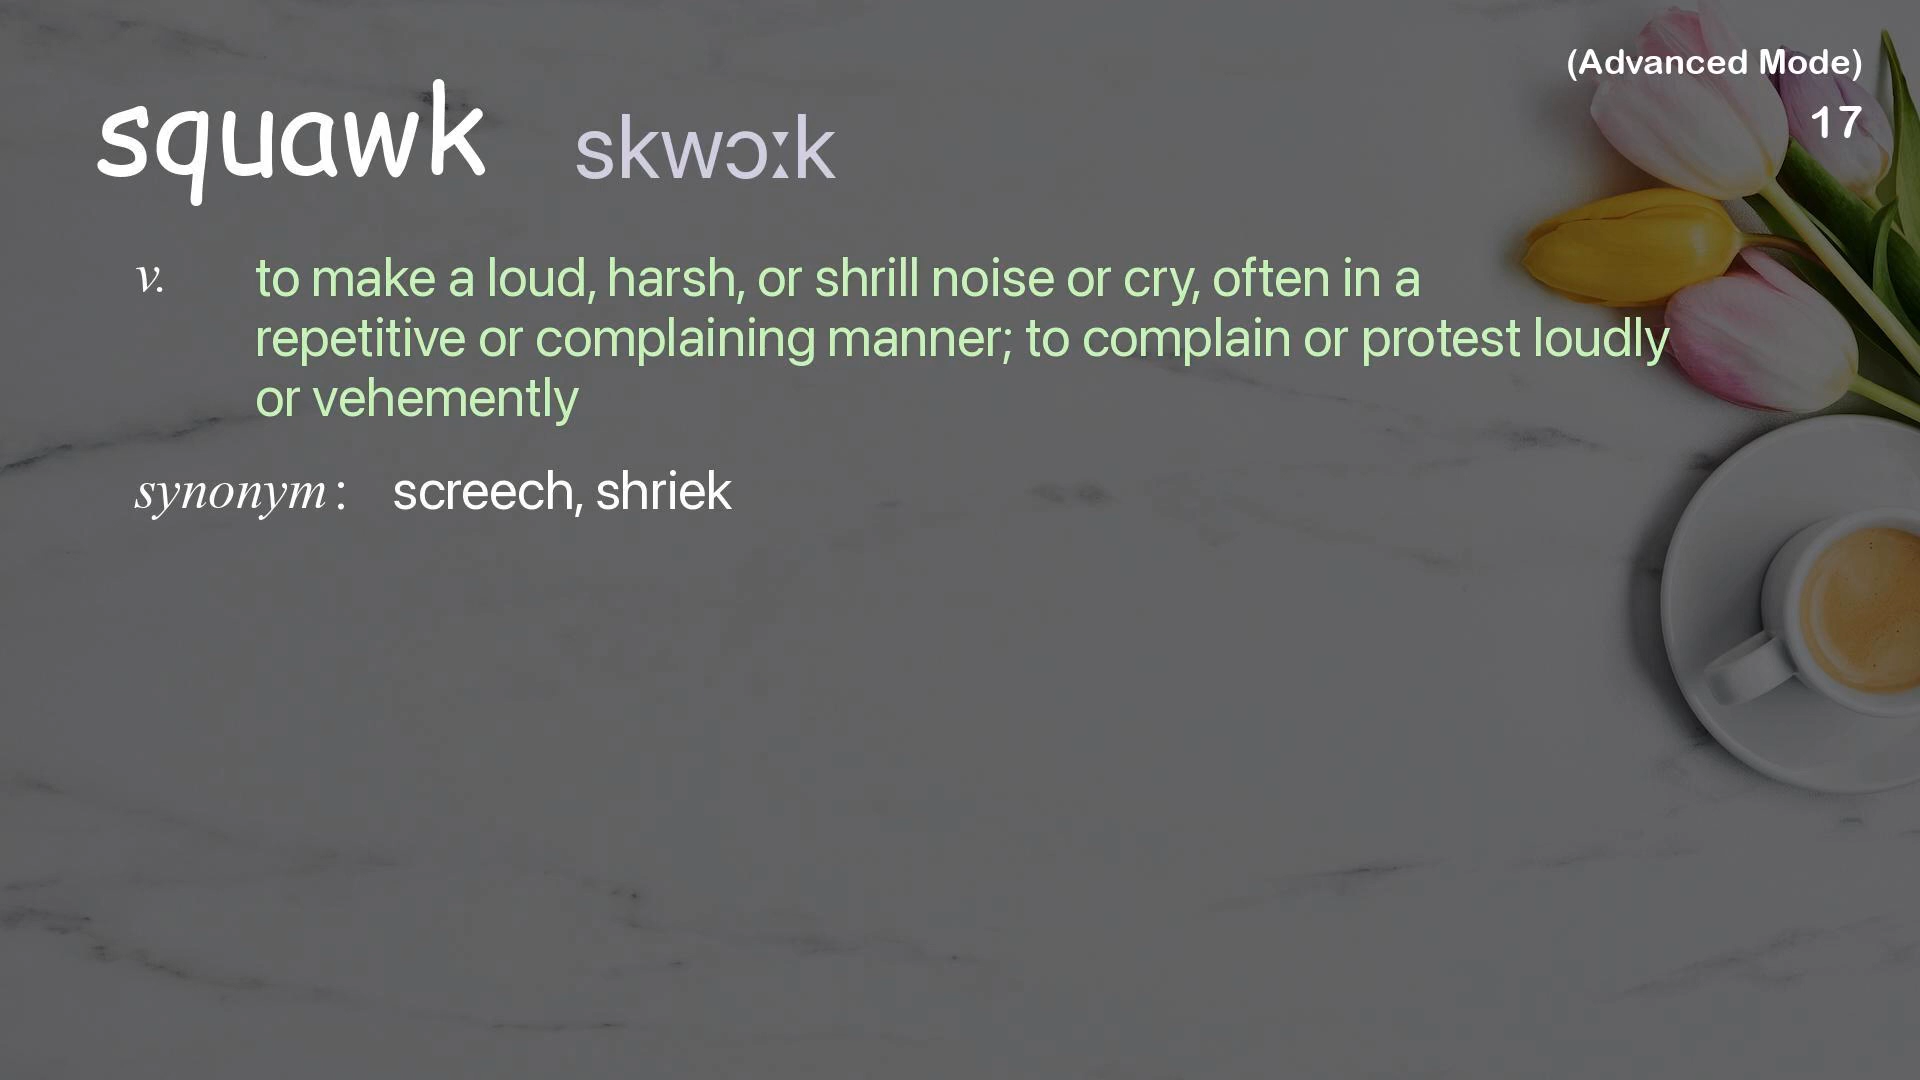 (Advanced Mode)
17
squawk skwɔːk
v. to make a loud, harsh, or shrill noise or cry, often in a
repetitive or complaining manner; to complain or protest loudly
or vehemently
synonym : screech, shriek